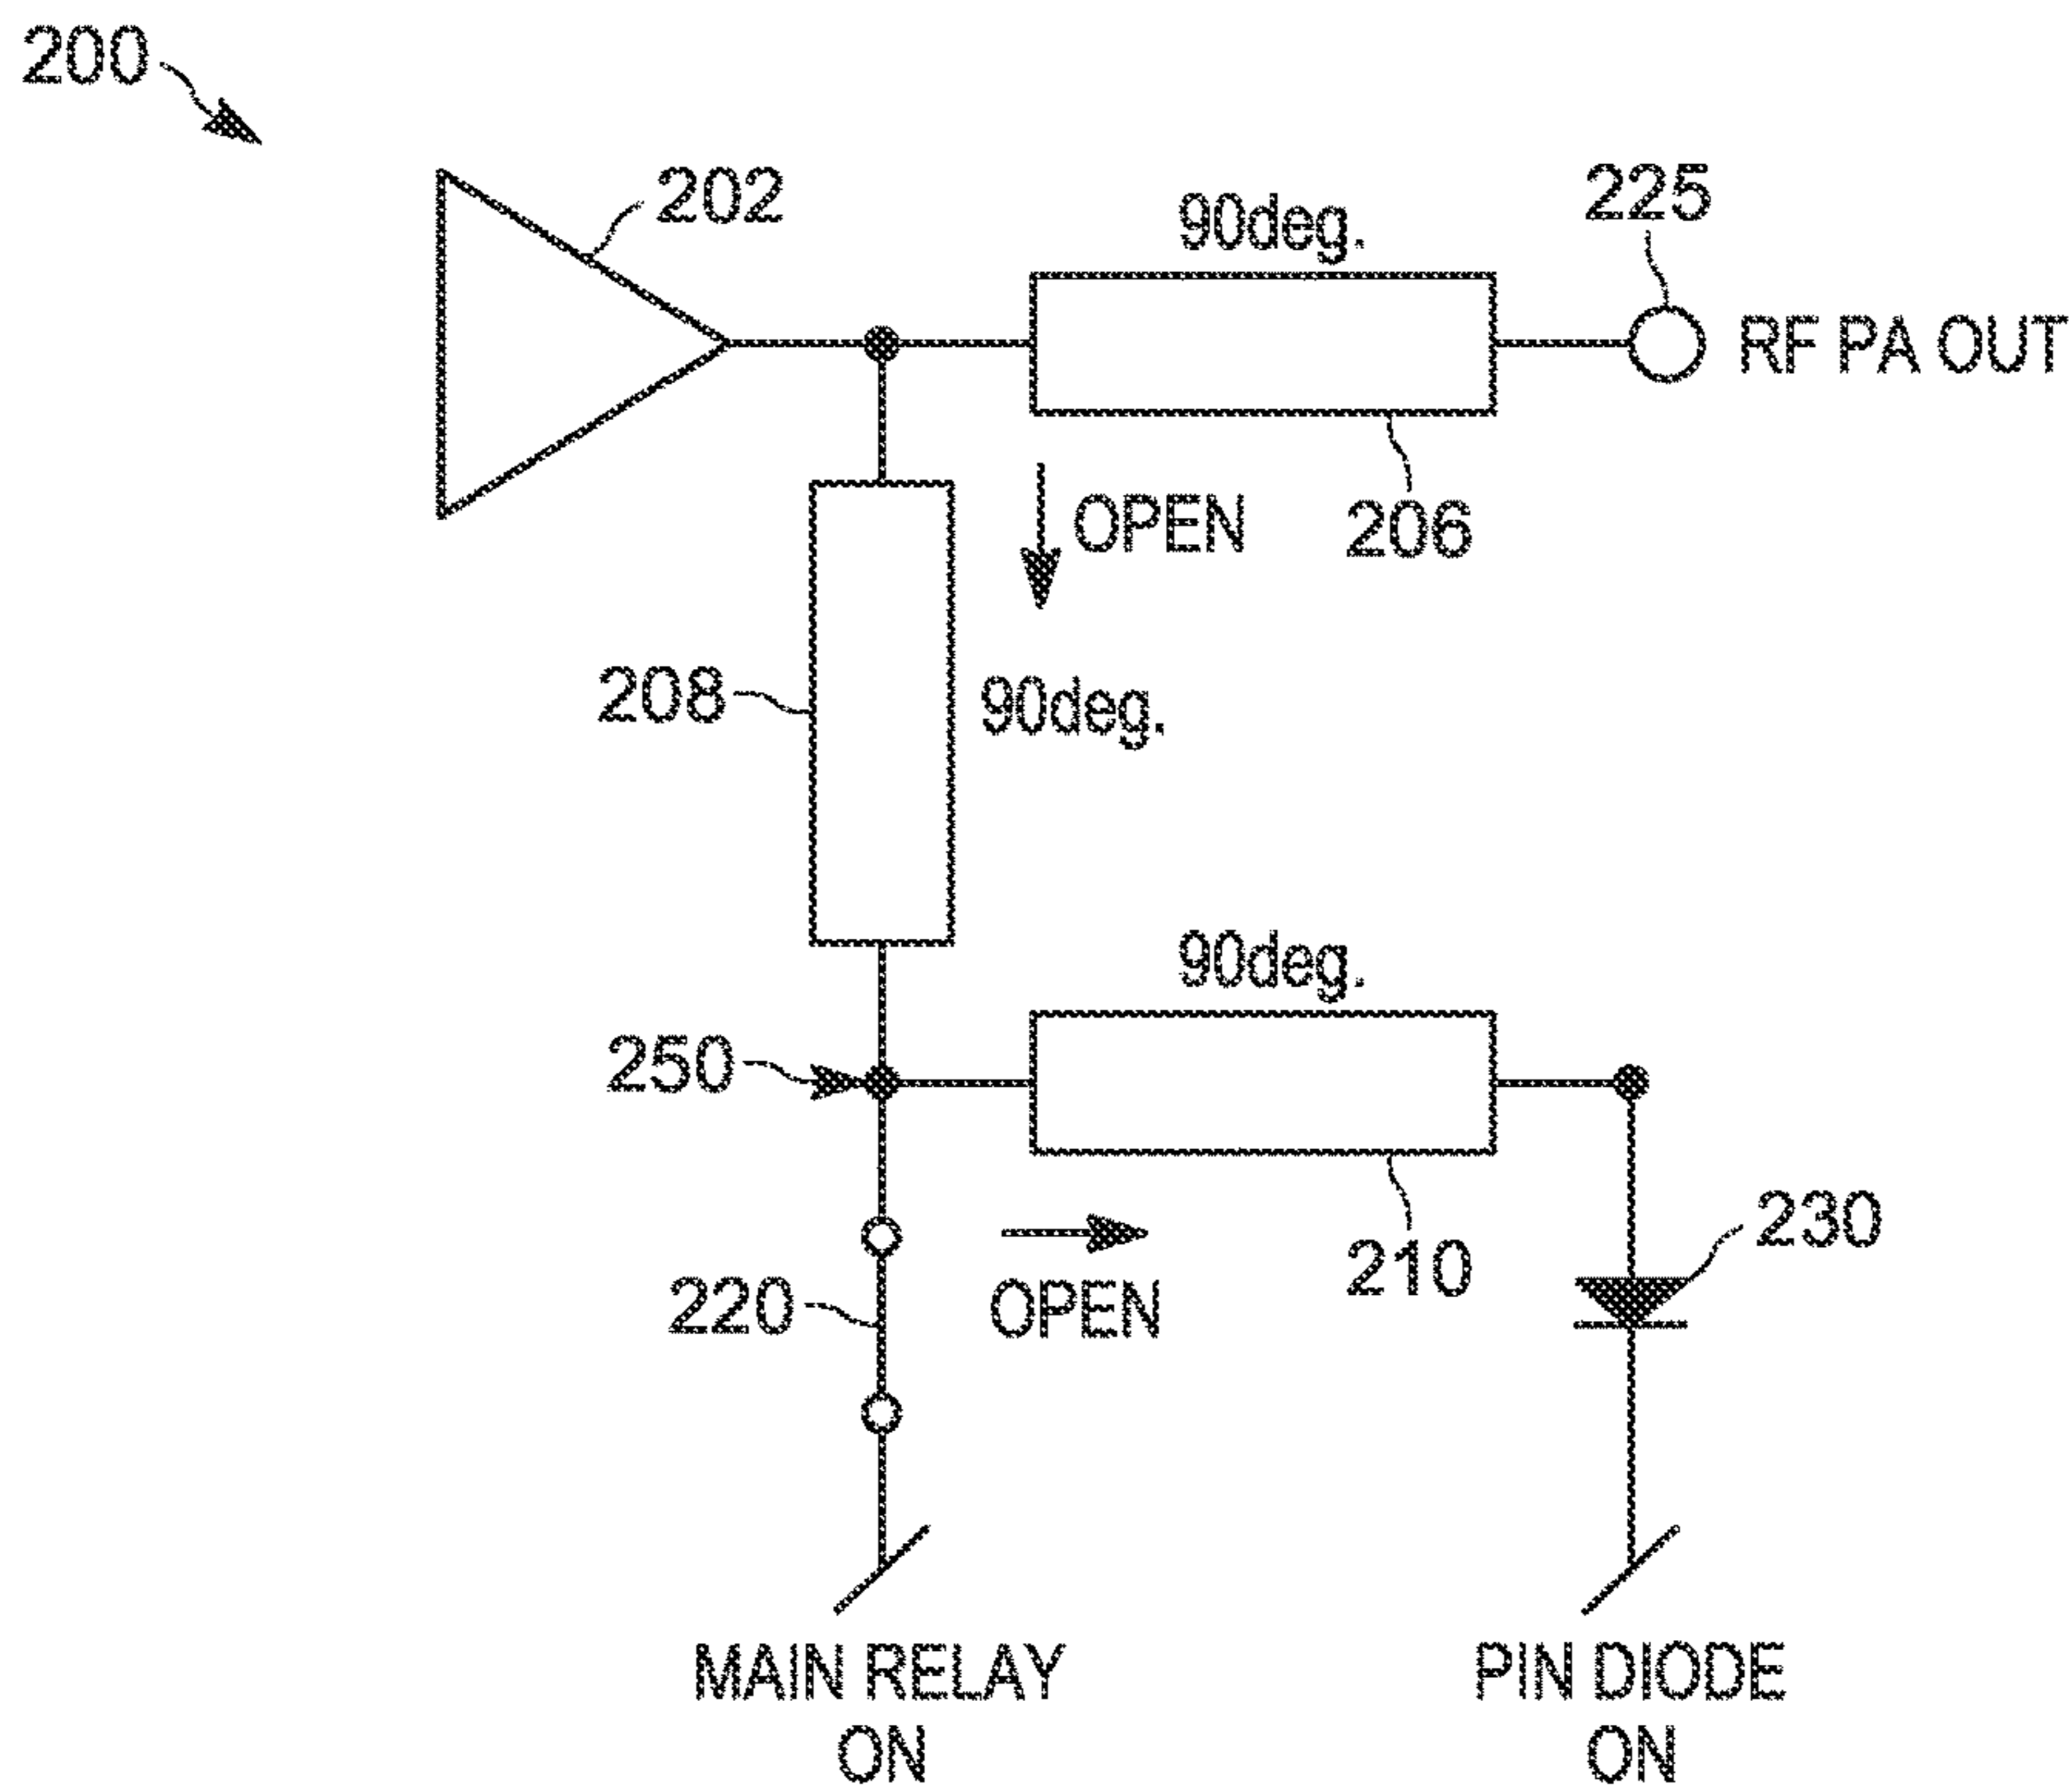 200
202
90deg.
225
RF PA OUT
OPEN
206
208
90deg.
90deg.
250
210
230
220
OPEN
MAIN RELAY
ON
PIN DIODE
ON